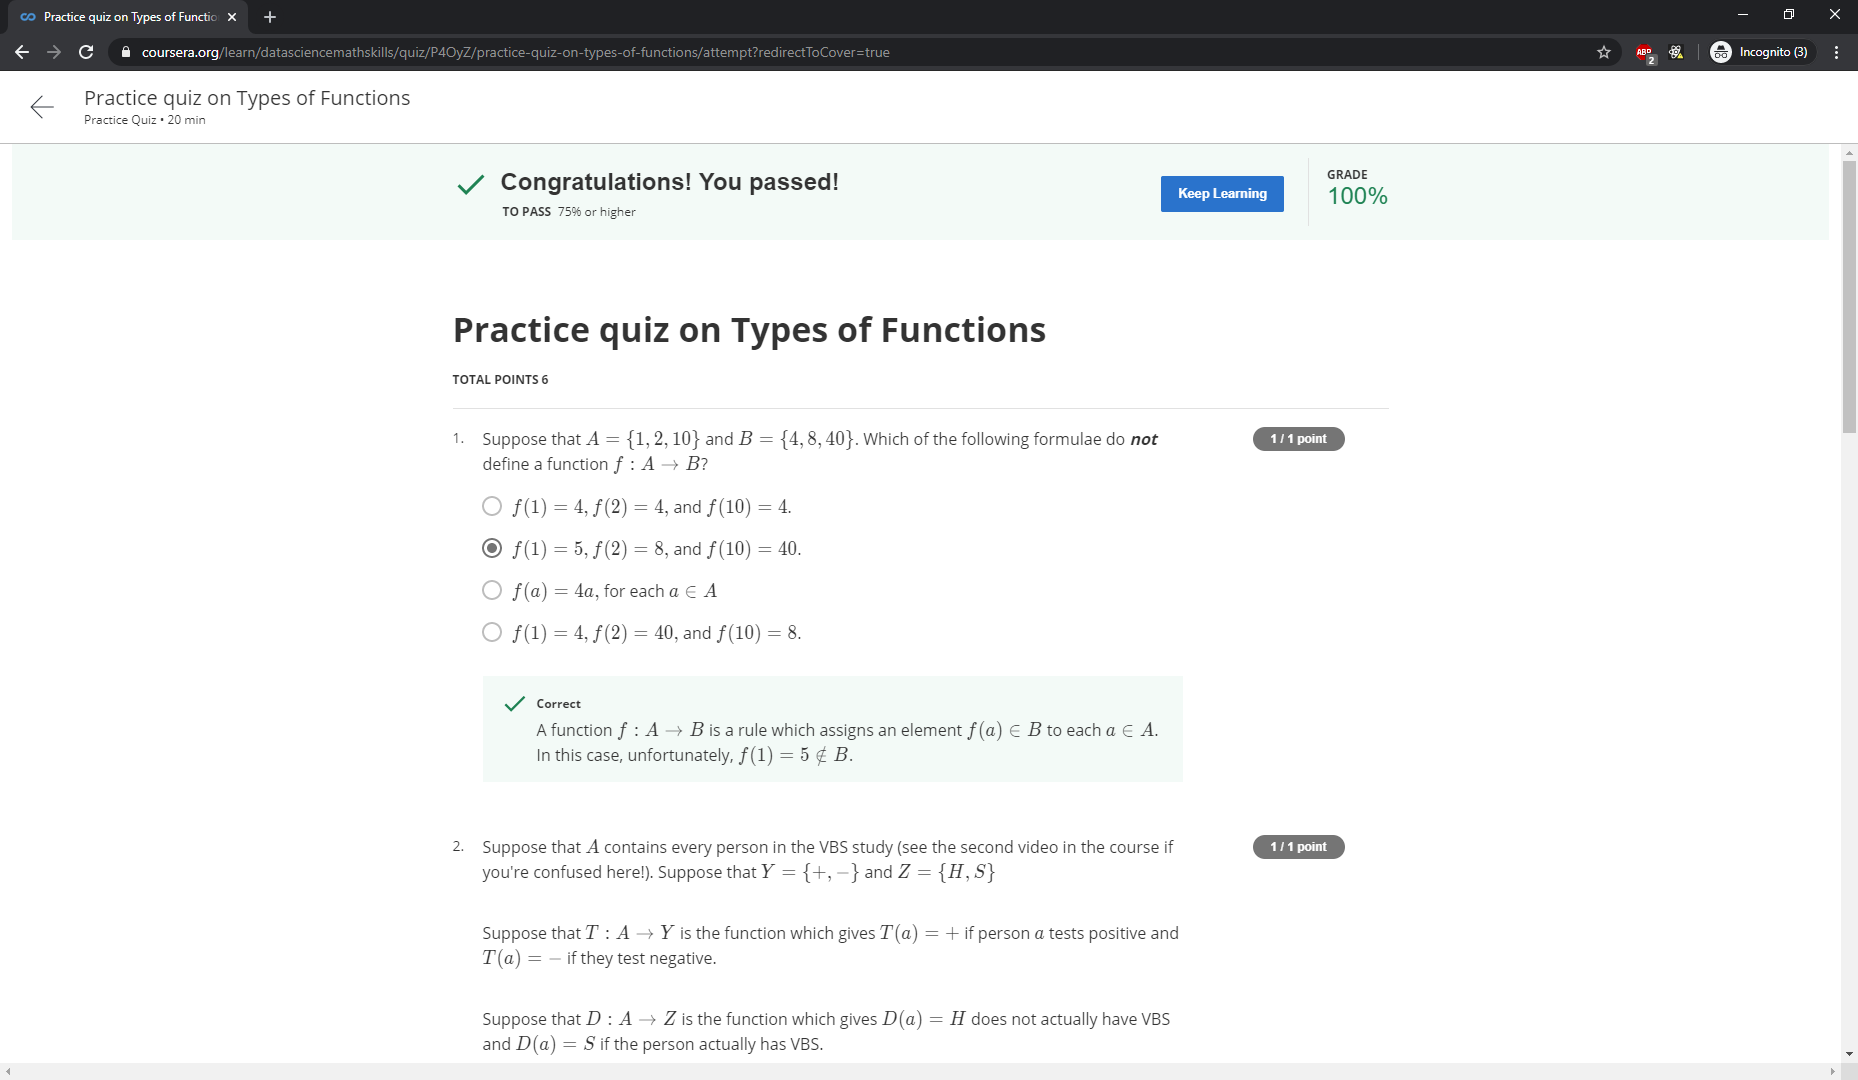 Practice quiz on Types of Functio
coursera.org/learn/datasciencemathskills/quiz/P4OyZ/practice-quiz-on-types-of-functions/attempt?redirectToCover=true
ABP
2
Incognito (3)
Practice quiz on Types of Functions
Practice Quiz • 20 min
Congratulations! You passed!
TO PASS 75% or higher
Keep Learning
GRADE
100%
Practice quiz on Types of Functions
TOTAL POINTS 6
1. Suppose that A = {1, 2, 10} and B = {4, 8, 40}. Which of the following formulae do not
define a function f : A → B?
1 / 1 point
f(1) = 4, f(2) = 4, and f(10) = 4.
f(1) = 5, f(2) = 8, and f(10) = 40.
f(a) = 4a, for each a ∈ A
f(1) = 4, f(2) = 40, and f(10) = 8.
Correct
A function f : A → B is a rule which assigns an element f(a) ∈ B to each a ∈ A.
In this case, unfortunately, f(1) = 5 ∉ B.
2. Suppose that A contains every person in the VBS study (see the second video in the course if
you're confused here!). Suppose that Y = {+, −} and Z = {H, S}
1 / 1 point
Suppose that T : A → Y is the function which gives T(a) = + if person a tests positive and
T(a) = − if they test negative.
Suppose that D : A → Z is the function which gives D(a) = H does not actually have VBS
and D(a) = S if the person actually has VBS.